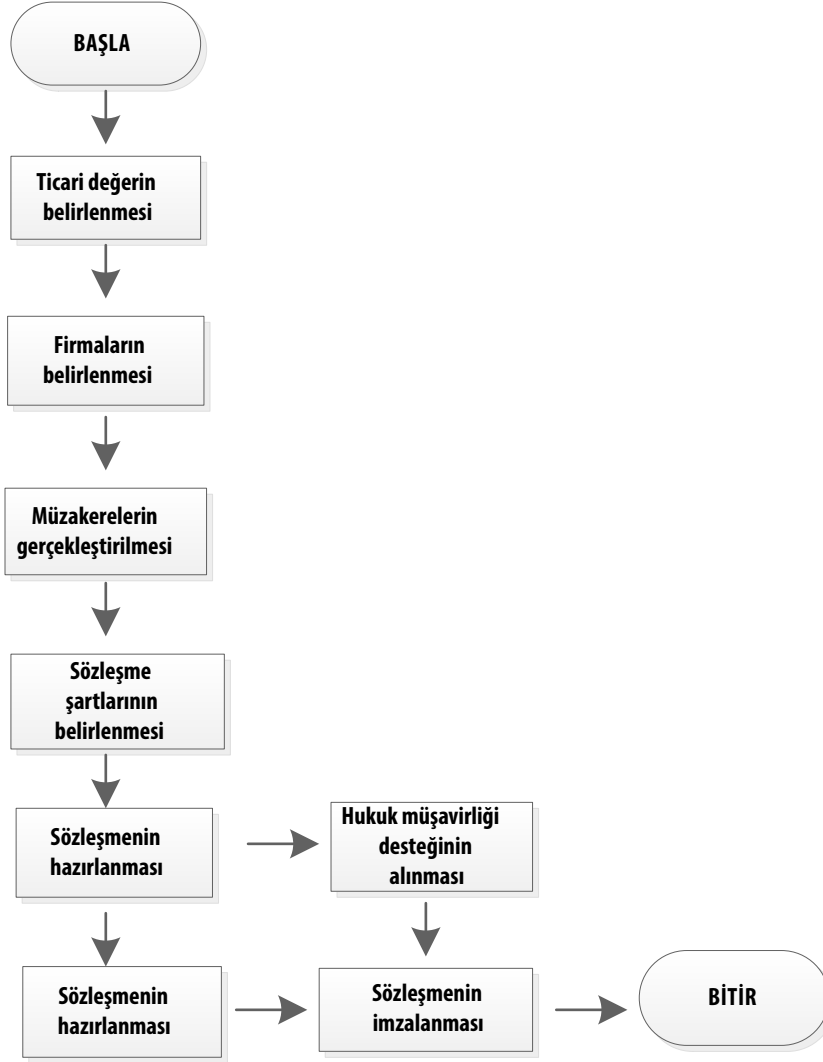 BAŞLA
Ticari değerin
belirlenmesi
Firmaların
belirlenmesi
Müzakerelerin
gerçekleştirilmesi
Sözleşme
şartlarının
belirlenmesi
Sözleşmenin
hazırlanması
Hukuk müşavirliği
desteğinin
alınması
Sözleşmenin
hazırlanması
Sözleşmenin
imzalanması
BİTİR